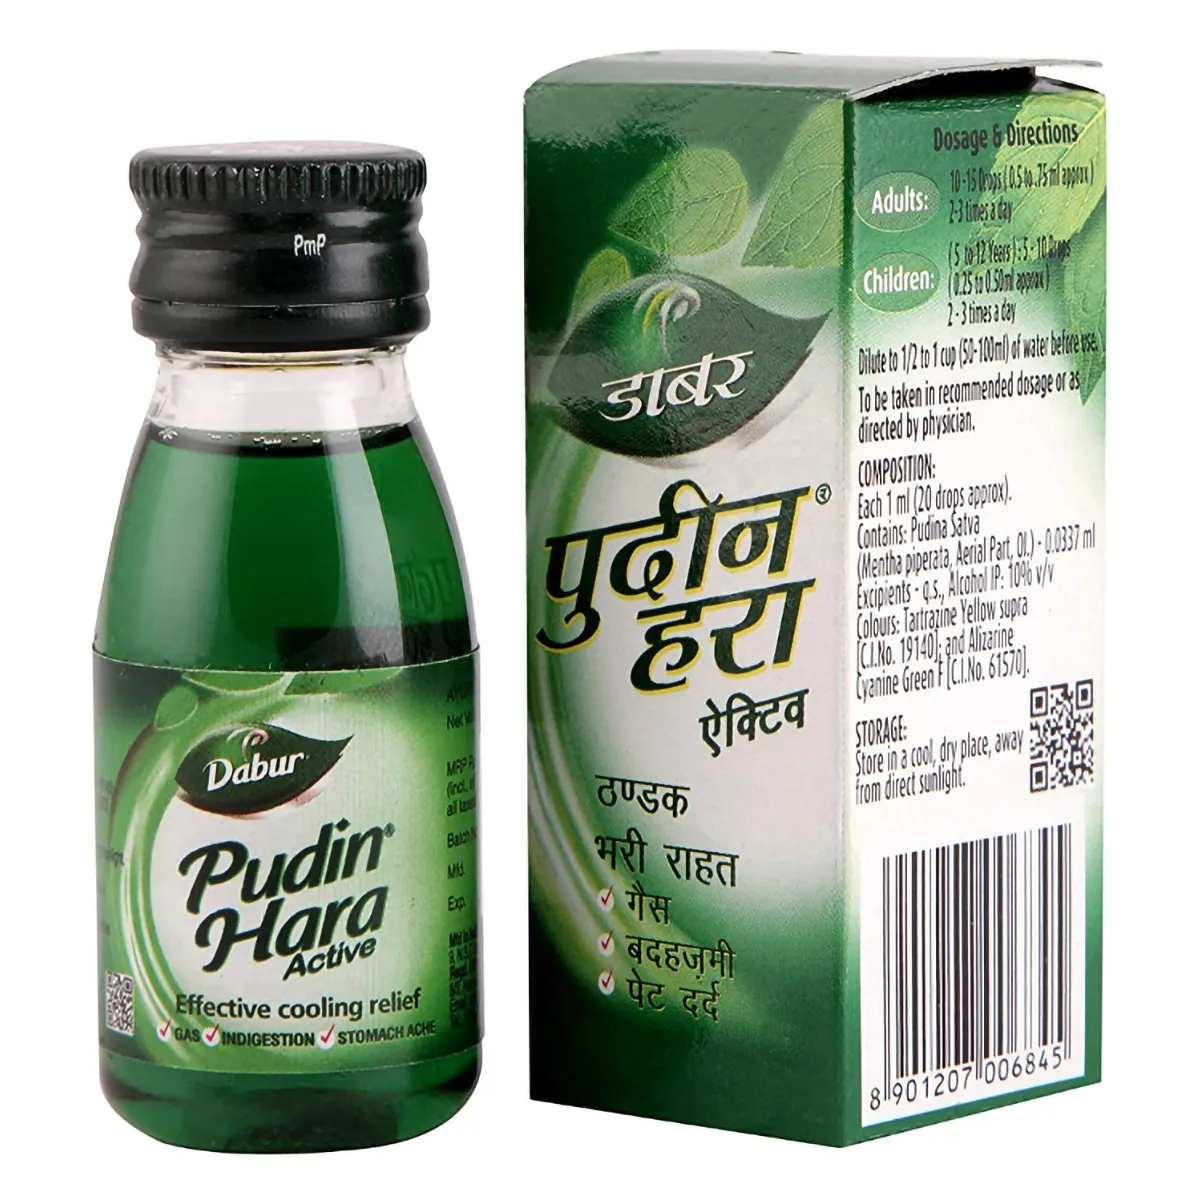 PmP
Dabur
Pudin®
Hara
Active
Effective cooling relief
GAS INDIGESTION STOMACH ACHE
Net
MRP
(incl.
all
Batch
Mfd.
Exp.
डाबर
पुदीन®
हरा
ऐक्टिव
ठण्डक
भरी राहत
गैस
बदहज़मी
पेट दर्द
Dosage & Directions
Adults:
10-15 Drops (0.5 to .75 ml approx)
2-3 times a day
Children:
(5 to 12 Years) : 5 - 10 Drops
(0.25 to 0.50ml approx)
2 - 3 times a day
Dilute to 1/2 to 1 cup (50-100ml) of water before use.
To be taken in recommended dosage or as
directed by physician.
COMPOSITION:
Each 1 ml (20 drops approx).
Contains: Pudina Satva
(Mentha piperata, Aerial Part, Ol.) - 0.0337 ml
Excipients - q.s., Alcohol IP: 10% v/v
Colours: Tartrazine Yellow supra
[C.I.No. 19140]; and Alizarine
Cyanine Green F [C.I.No. 61570].
STORAGE:
Store in a cool, dry place, away
from direct sunlight.
8 901207 006845